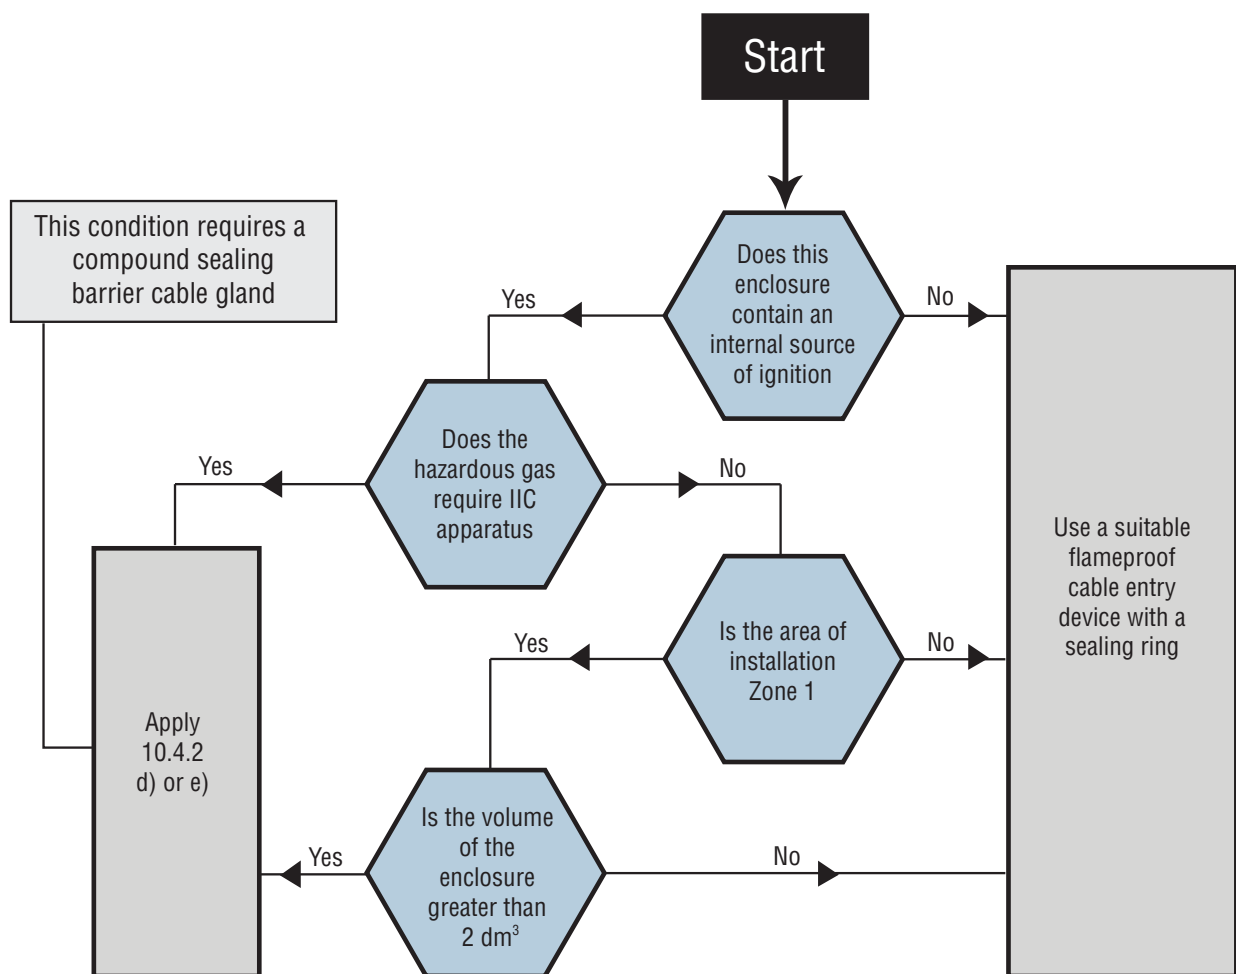 Start
This condition requires a
compound sealing
barrier cable gland
Does this
enclosure
contain an
internal source
of ignition
Yes
No
Does the
hazardous gas
require IIC
apparatus
Yes
No
Use a suitable
flameproof
cable entry
device with a
sealing ring
Is the area of
installation
Zone 1
Yes
No
Apply
10.4.2
d) or e)
Is the volume
of the
enclosure
greater than
2 dm³
Yes
No